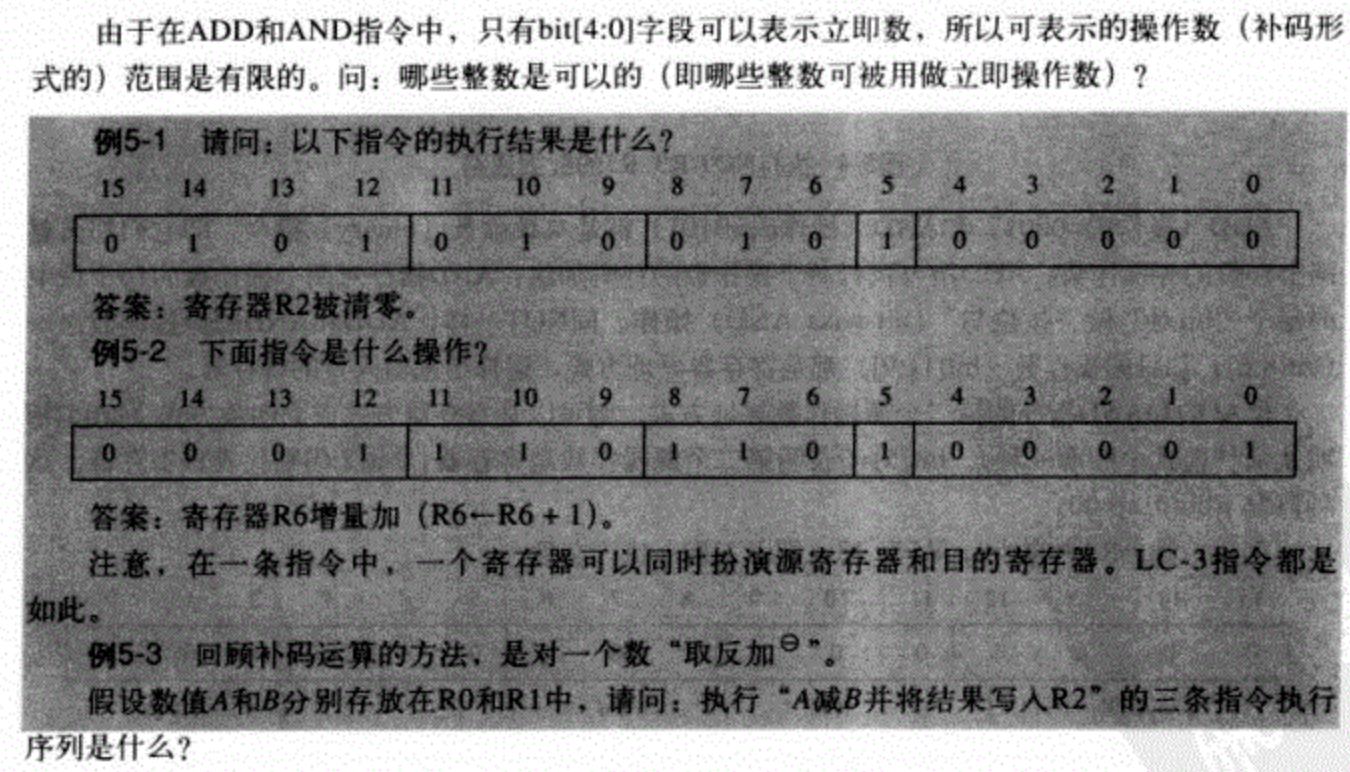 由于在ADD和AND指令中，只有bit[4:0]字段可以表示立即数，所以可表示的操作数（补码形
式的）范围是有限的。问：哪些整数是可以的（即哪些整数可被用做立即操作数）？
例5-1 请问：以下指令的执行结果是什么？
15 14 13 12 11 10 9 8 7 6 5 4 3 2 1 0
0 1 0 1 0 1 0 0 1 0 1 0 0 0 0 0
答案：寄存器R2被清零。
例5-2 下面指令是什么操作？
15 14 13 12 11 10 9 8 7 6 5 4 3 2 1 0
0 0 0 1 1 1 0 1 1 0 1 0 0 0 0 1
答案：寄存器R6增量加（R6←R6 + 1）。
注意，在一条指令中，一个寄存器可以同时扮演源寄存器和目的寄存器。LC-3指令都是
如此。
例5-3 回顾补码运算的方法，是对一个数“取反加⊖”。
假设数值A和B分别存放在R0和R1中，请问：执行“A减B并将结果写入R2”的三条指令执行
序列是什么？